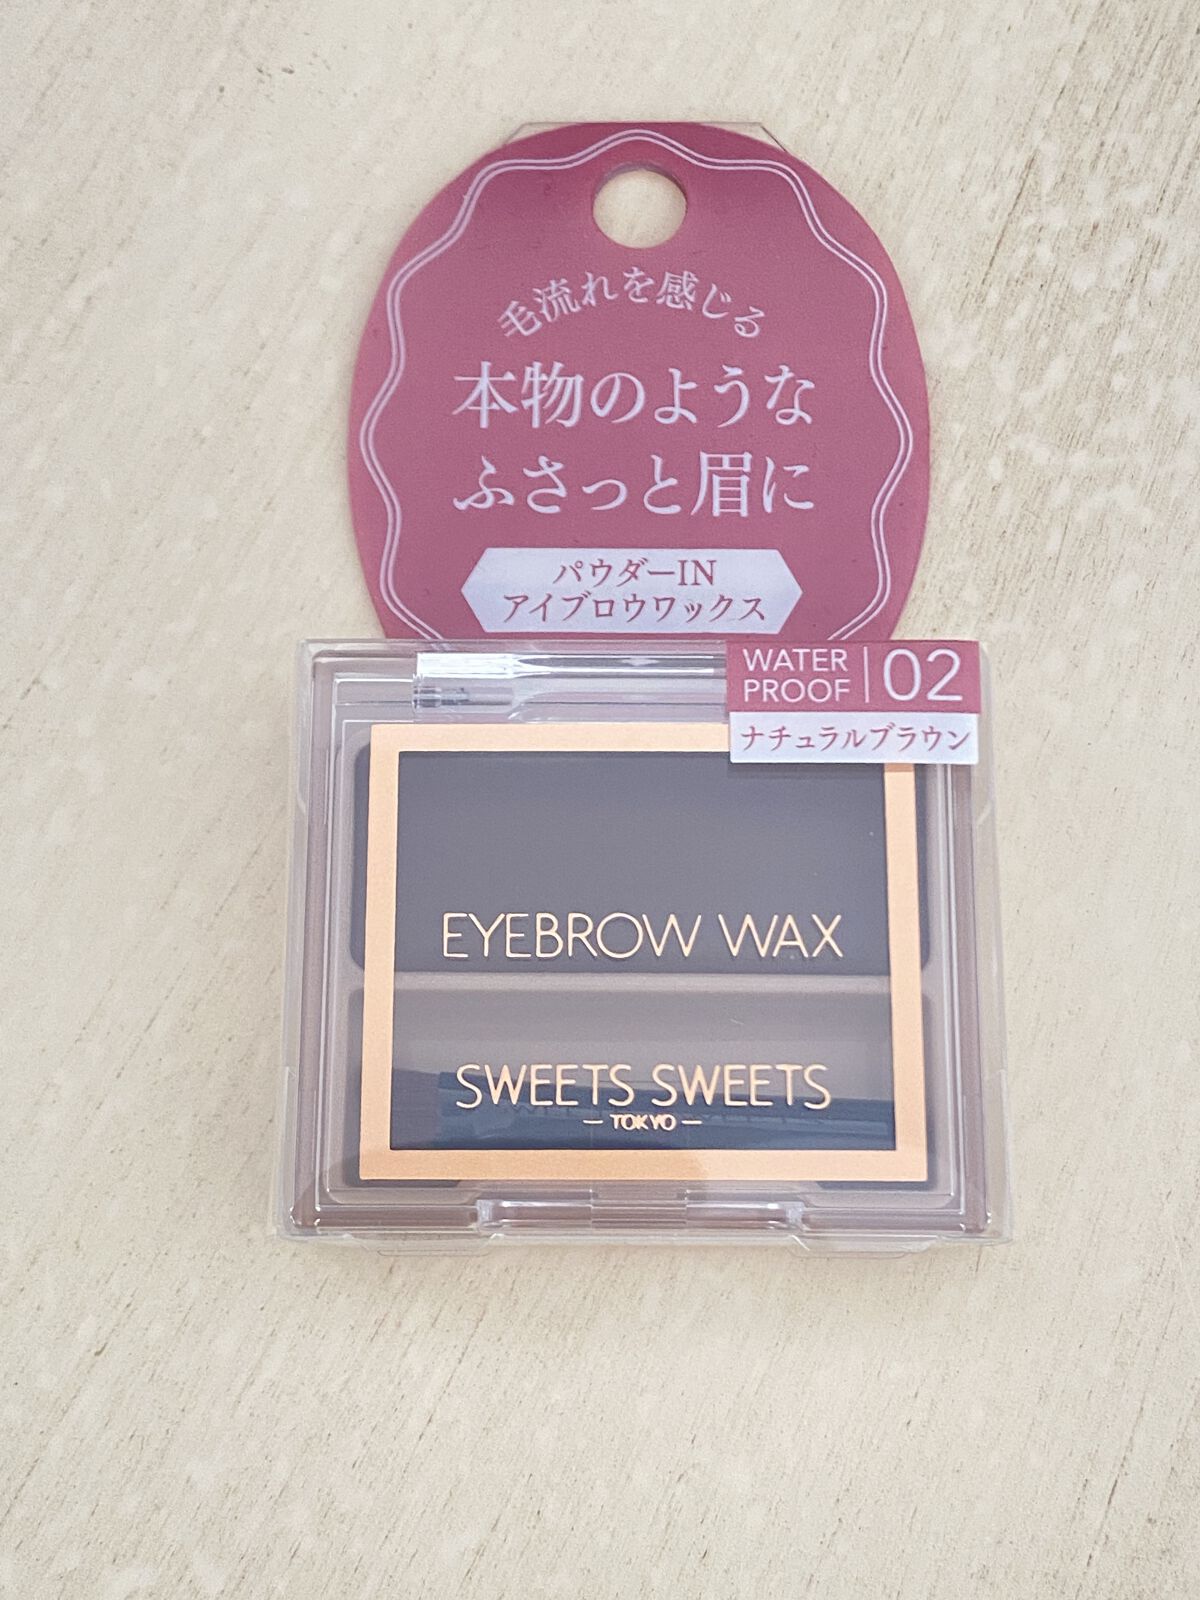 毛流れを感じる
本物のような
ふさっと眉に
パウダーIN
アイブロウワックス
WATER
PROOF
02
ナチュラルブラウン
EYEBROW WAX
SWEETS SWEETS
— TOKYO —